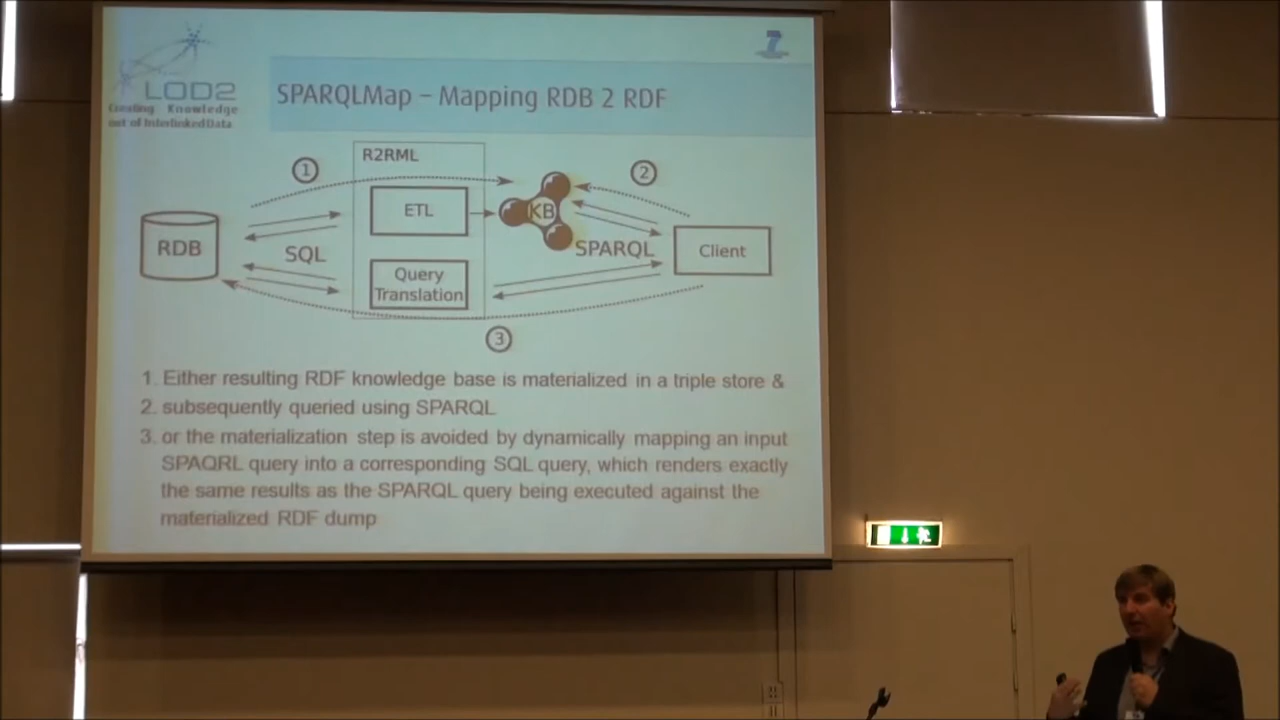 LOD2
Creating Knowledge
out of Interlinked Data
7
SPARQLMap – Mapping RDB 2 RDF
R2RML
1
2
ETL
KB
RDB
SQL
SPARQL
Client
Query
Translation
3
1. Either resulting RDF knowledge base is materialized in a triple store &
2. subsequently queried using SPARQL
3. or the materialization step is avoided by dynamically mapping an input
SPAQRL query into a corresponding SQL query, which renders exactly
the same results as the SPARQL query being executed against the
materialized RDF dump